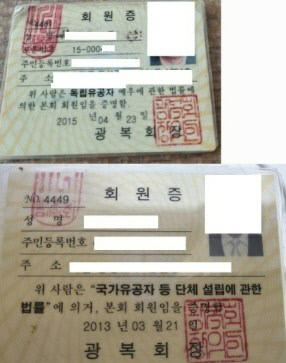 회 원 증
15-000
주민등록번호
주 소
위 사람은 독립유공자 예우에 관한 법률에
의한 본회 회원임을 증명함.
2015 년 04 월 23 일
광 복 회 장
회 원 증
NO. 4449
성 명
주민등록번호
주 소
위 사람은 "국가유공자 등 단체 설립에 관한
법률"에 의거, 본회 회원임을 증명함
2013 년 03 월 21 일
광 복 회 장